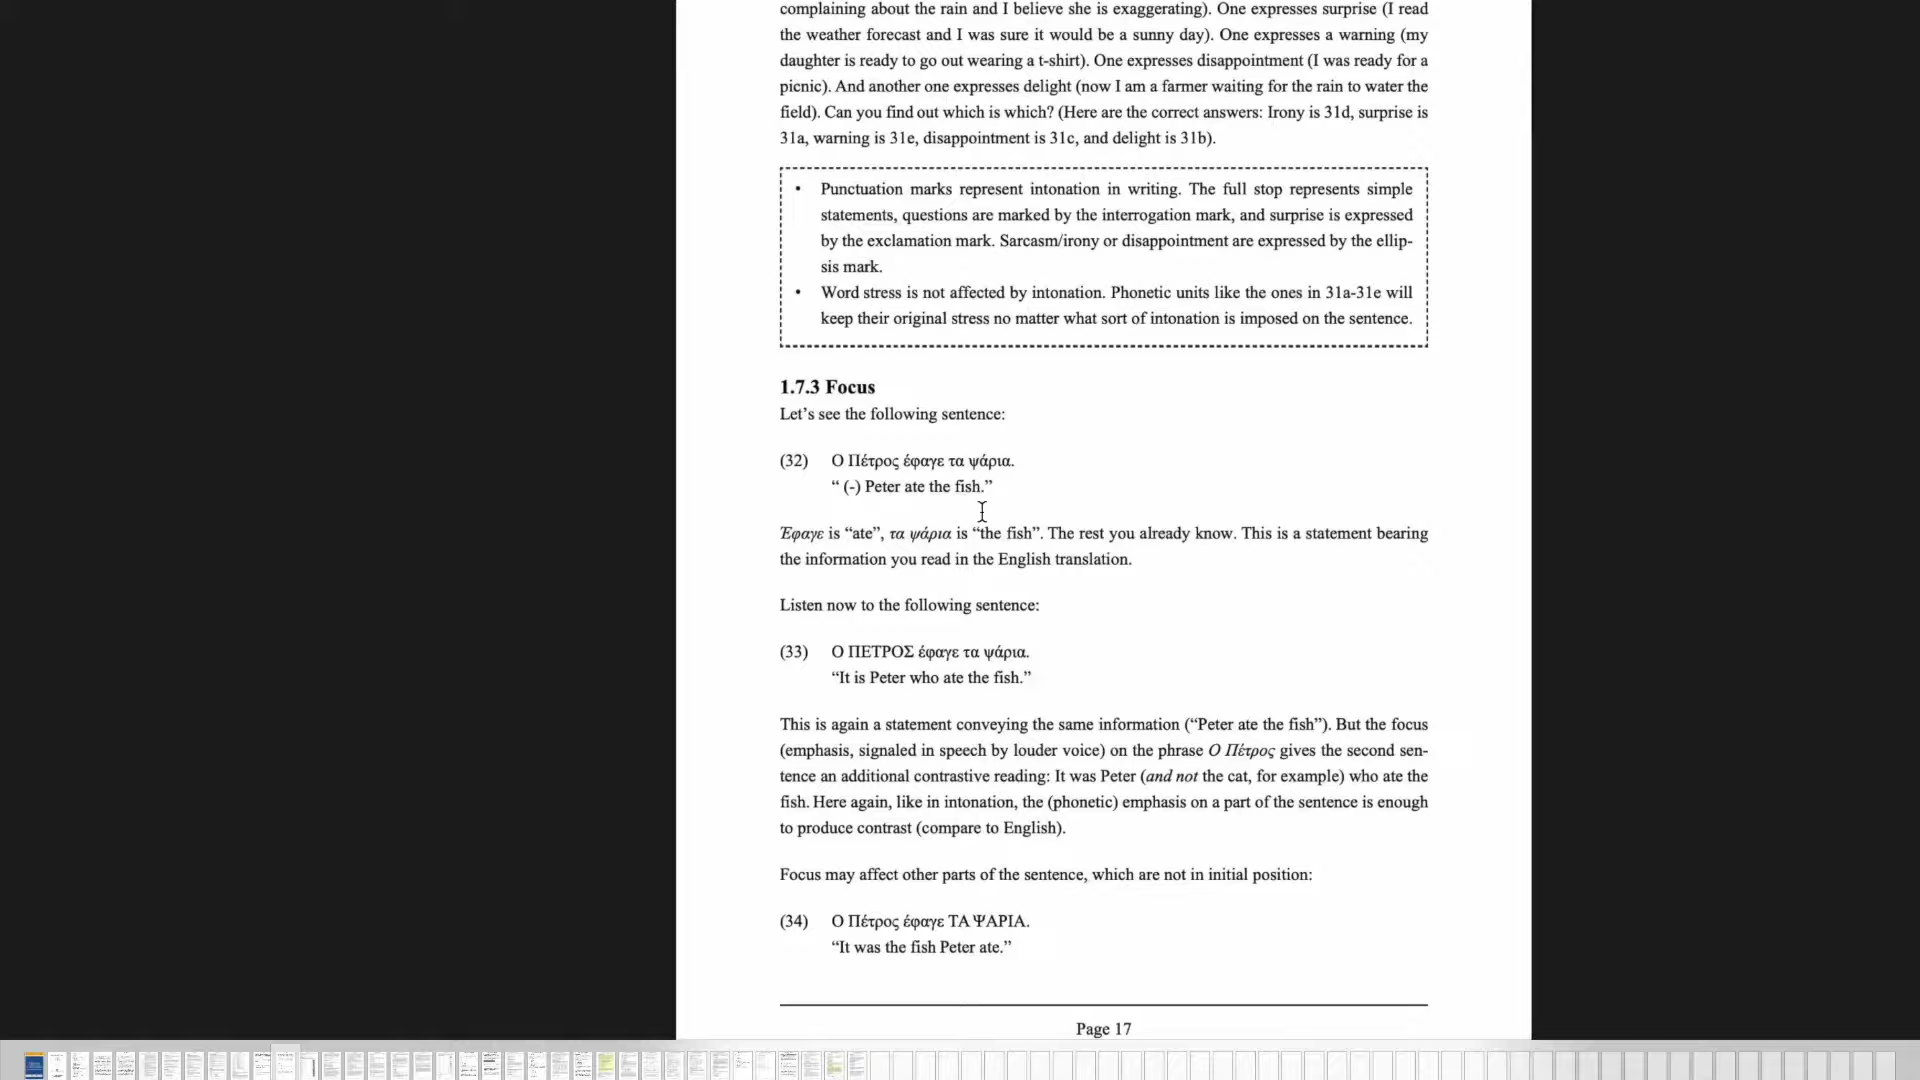 complaining about the rain and I believe she is exaggerating). One expresses surprise (I read
the weather forecast and I was sure it would be a sunny day). One expresses a warning (my
daughter is ready to go out wearing a t-shirt). One expresses disappointment (I was ready for a
picnic). And another one expresses delight (now I am a farmer waiting for the rain to water the
field). Can you find out which is which? (Here are the correct answers: Irony is 31d, surprise is
31a, warning is 31e, disappointment is 31c, and delight is 31b).
• Punctuation marks represent intonation in writing. The full stop represents simple
statements, questions are marked by the interrogation mark, and surprise is expressed
by the exclamation mark. Sarcasm/irony or disappointment are expressed by the ellip-
sis mark.
• Word stress is not affected by intonation. Phonetic units like the ones in 31a-31e will
keep their original stress no matter what sort of intonation is imposed on the sentence.
1.7.3 Focus
Let’s see the following sentence:
(32) Ο Πέτρος έφαγε τα ψάρια.
“ (-) Peter ate the fish.”
Έφαγε is “ate”, τα ψάρια is “the fish”. The rest you already know. This is a statement bearing
the information you read in the English translation.
Listen now to the following sentence:
(33) Ο ΠΕΤΡΟΣ έφαγε τα ψάρια.
“It is Peter who ate the fish.”
This is again a statement conveying the same information (“Peter ate the fish”). But the focus
(emphasis, signaled in speech by louder voice) on the phrase Ο Πέτρος gives the second sen-
tence an additional contrastive reading: It was Peter (and not the cat, for example) who ate the
fish. Here again, like in intonation, the (phonetic) emphasis on a part of the sentence is enough
to produce contrast (compare to English).
Focus may affect other parts of the sentence, which are not in initial position:
(34) Ο Πέτρος έφαγε ΤΑ ΨΑΡΙΑ.
“It was the fish Peter ate.”
Page 17